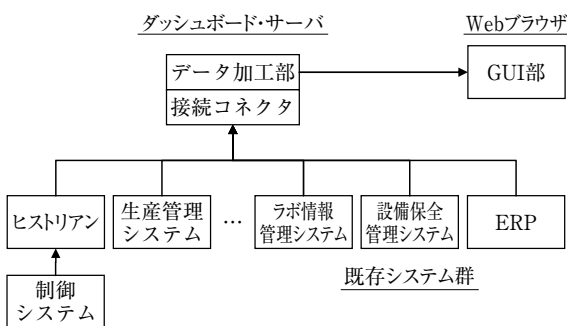 ダッシュボード・サーバ
Webブラウザ
データ加工部
GUI部
接続コネクタ
ヒストリアン
生産管理
システム
…
ラボ情報
管理システム
設備保全
管理システム
ERP
既存システム群
制御
システム